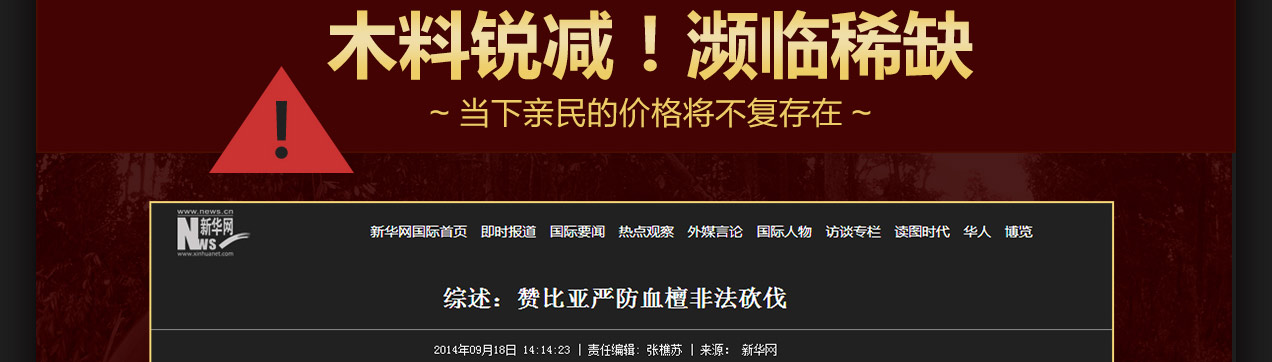 木料锐减！濒临稀缺
~ 当下亲民的价格将不复存在 ~
!
www.news.cn
News 新华网
www.xinhuanet.com
新华网国际首页 即时报道 国际要闻 热点观察 外媒言论 国际人物 访谈专栏 读图时代 华人 博览
综述：赞比亚严防血檀非法砍伐
2014年09月18日 14:14:23 | 责任编辑: 张樵苏 | 来源： 新华网